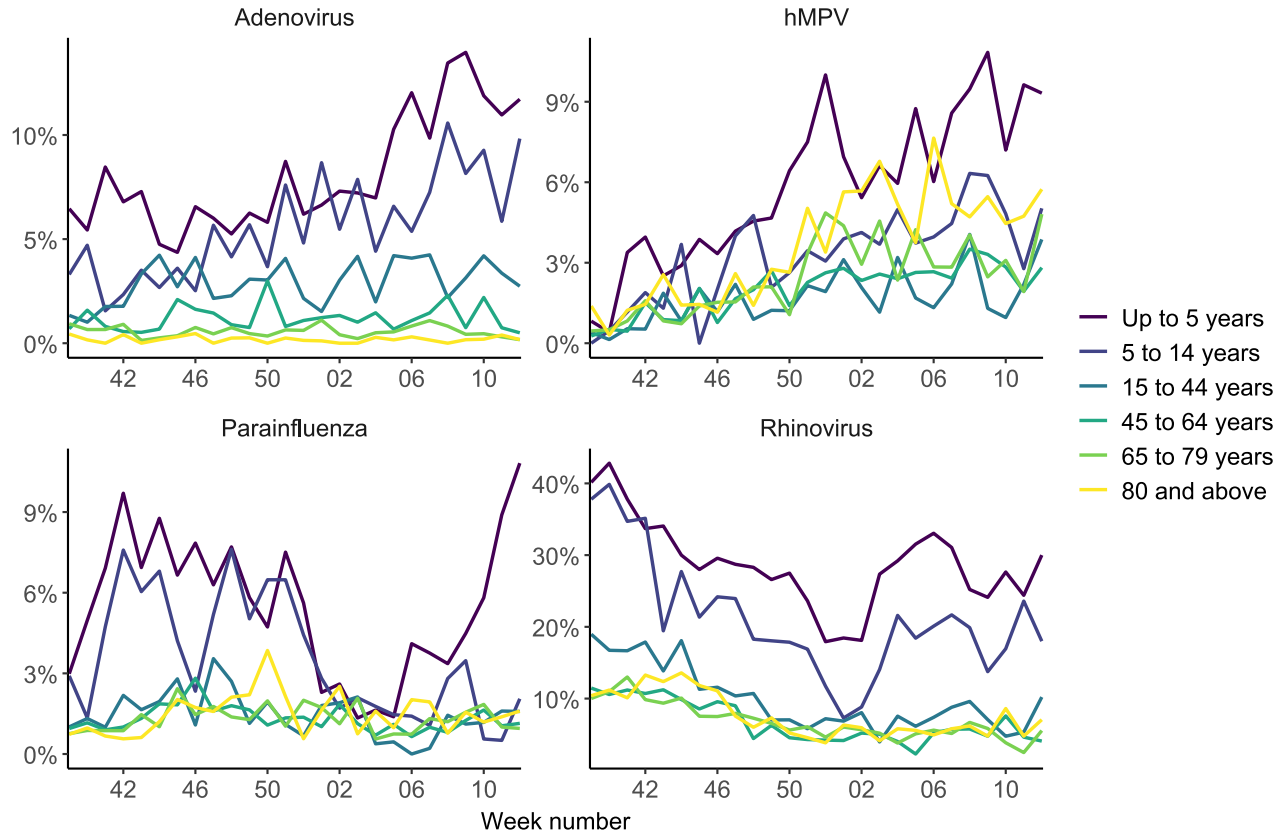 Adenovirus
hMPV
10%
5%
0%
42 46 50 02 06 10
9%
6%
3%
0%
42 46 50 02 06 10
Parainfluenza
Rhinovirus
9%
6%
3%
0%
42 46 50 02 06 10
40%
30%
20%
10%
42 46 50 02 06 10
Week number
Up to 5 years
5 to 14 years
15 to 44 years
45 to 64 years
65 to 79 years
80 and above